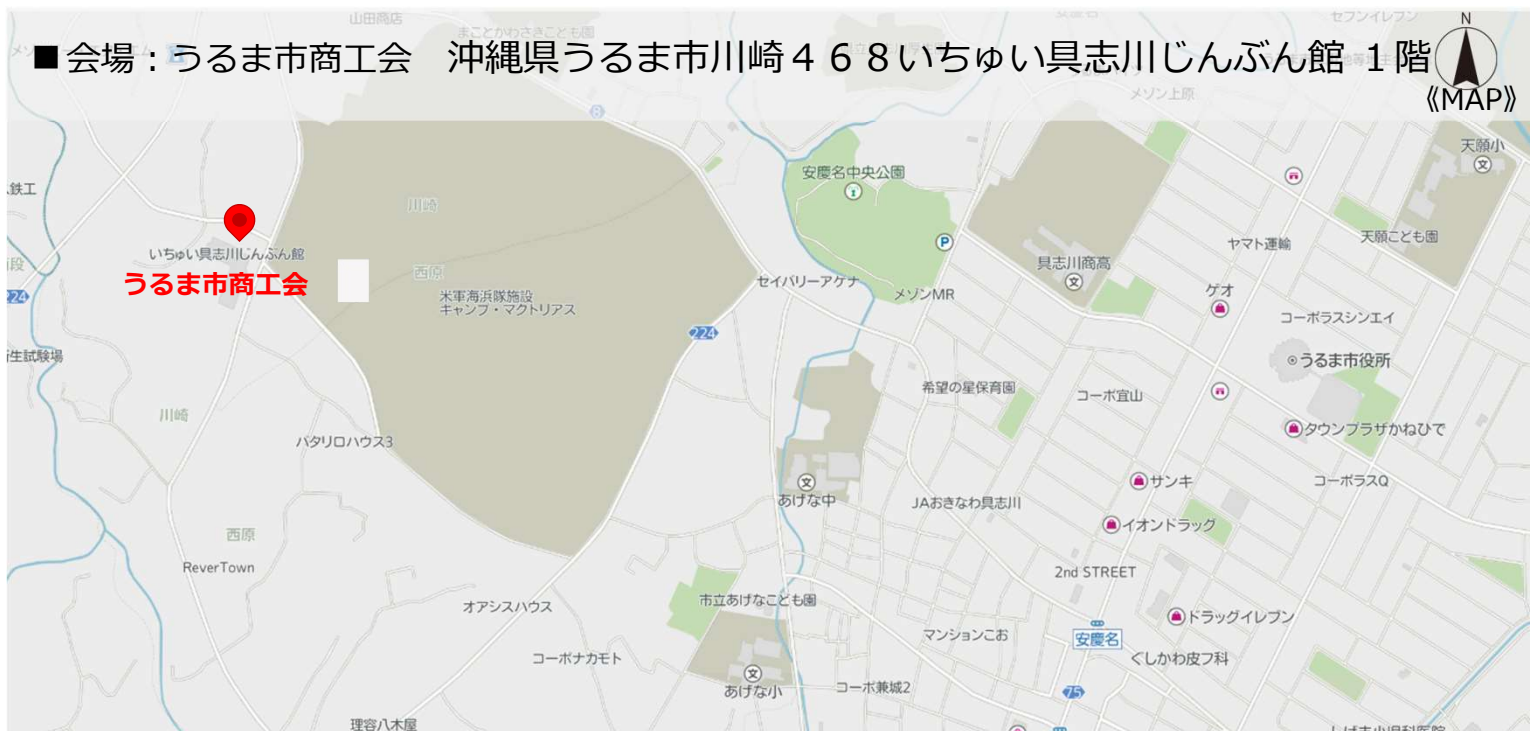 山田商店
まことかわさきこども園
セブンイレブン
■会場：うるま市商工会　沖縄県うるま市川崎４６８いちゅい具志川じんぶん館 １階
N
《MAP》
メゾン上原
8
天願小
文
安慶名中央公園
鉄工
川崎
P
ヤマト運輸
天願こども園
いちゅい具志川じんぶん館
具志川商高
文
うるま市商工会
西原
セイバリーアケナ
メゾンMR
ゲオ
米軍海浜隊施設
キャンプ・マクトリアス
224
コーポラスシンエイ
224
生試験場
うるま市役所
希望の星保育園
コーポ宜山
川崎
バタリロハウス3
タウンプラザかねひで
サンキ
コーポラスQ
文
あげな中
JAおきなわ具志川
イオンドラッグ
西原
ReverTown
2nd STREET
オアシスハウス
市立あげなこども園
ドラッグイレブン
マンションこお
安慶名
コーポナカモト
ぐしかわ皮フ科
文
あげな小
コーポ兼城2
75
理容八木屋